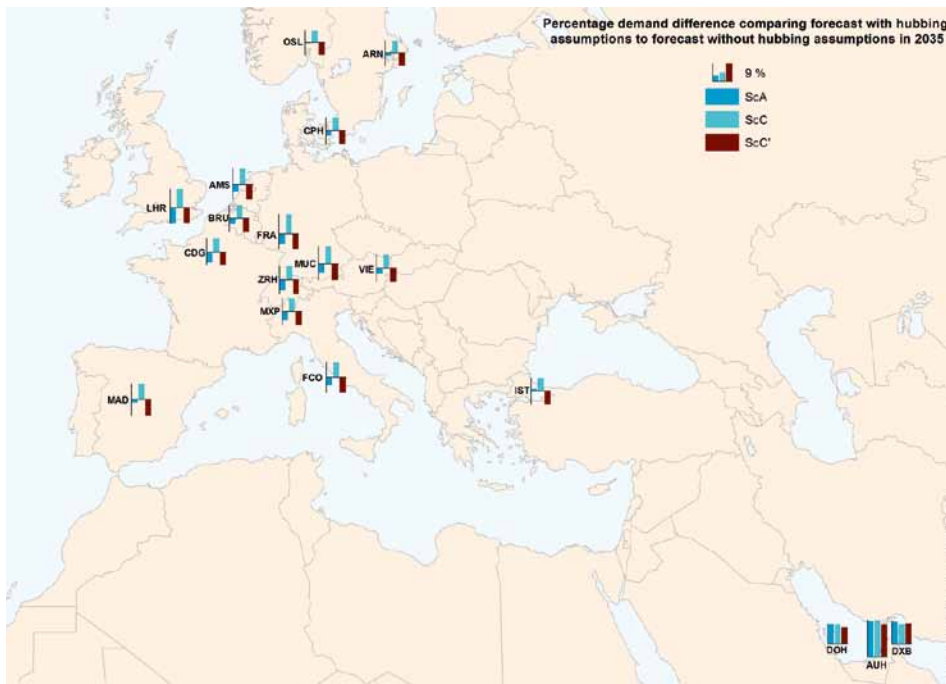 Percentage demand difference comparing forecast with hubbing
assumptions to forecast without hubbing assumptions in 2035
9 %
ScA
ScC
ScC'
OSL
ARN
CPH
AMS
LHR
BRU
FRA
CDG
MUC
VIE
ZRH
MXP
FCO
IST
MAD
DOH
DXB
AUH